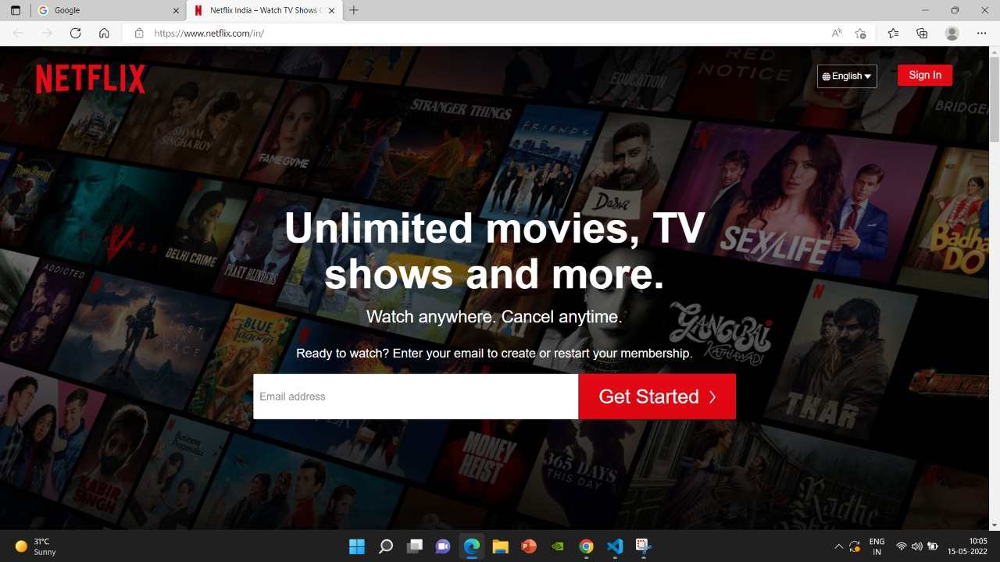 Google
Netflix India – Watch TV Shows O
https://www.netflix.com/in/
NETFLIX
English
Sign In
RED NOTICE
EDUCATION
BRIDGER
STRANGER THINGS
SHYAM
SINGHA ROY
FAME GAME
FRIENDS
Dasvi
SEX/LIFE
Badha
DO
VIKINGS
DELHI CRIME
PEAKY BLINDERS
Unlimited movies, TV
shows and more.
Watch anywhere. Cancel anytime.
Ready to watch? Enter your email to create or restart your membership.
Email address
Get Started
ADDICTED
LOST
IN
SPACE
BLUE
Lagoon
GANGUBAI
KATHIAWADI
THAR
Business
Proposal
KABIR
SINGH
MONEY
HEIST
365 DAYS
THIS DAY
Radhe
31°C
Sunny
ENG
IN
10:05
15-05-2022